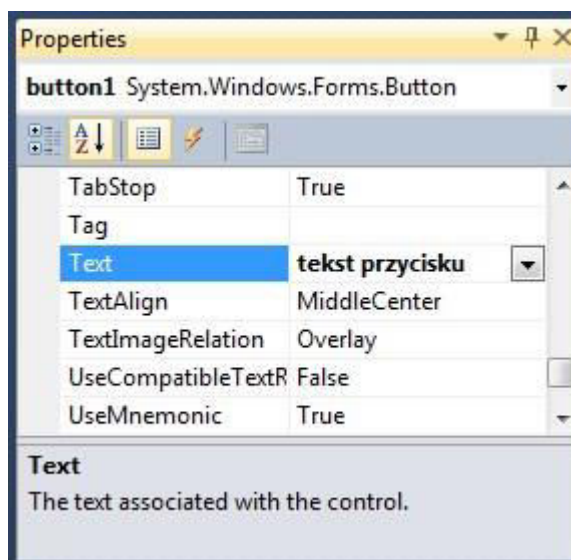 Properties
button1 System.Windows.Forms.Button
TabStop True
Tag
Text tekst przycisku
TextAlign MiddleCenter
TextImageRelation Overlay
UseCompatibleTextR False
UseMnemonic True
Text
The text associated with the control.